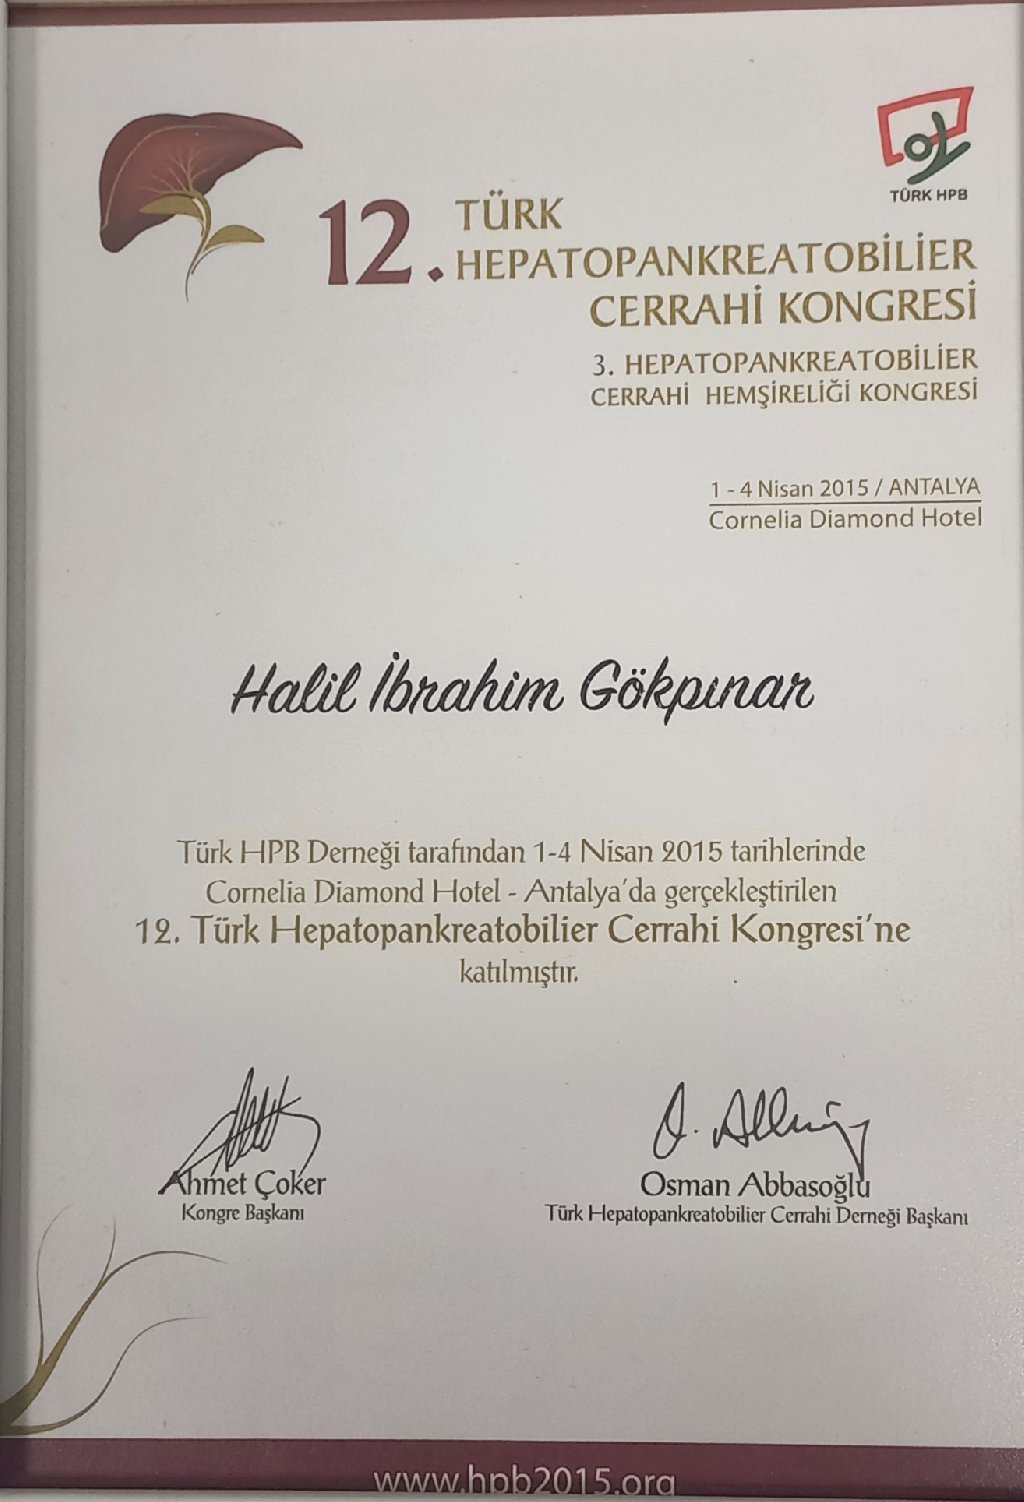 TÜRK HPB
12. TÜRK
HEPATOPANKREATOBİLİER
CERRAHİ KONGRESİ
3. HEPATOPANKREATOBİLİER
CERRAHİ HEMŞİRELİĞİ KONGRESİ
1 - 4 Nisan 2015 / ANTALYA
Cornelia Diamond Hotel
Halil İbrahim Gökpınar
Türk HPB Derneği tarafından 1-4 Nisan 2015 tarihlerinde
Cornelia Diamond Hotel - Antalya'da gerçekleştirilen
12. Türk Hepatopankreatobilier Cerrahi Kongresi'ne
katılmıştır.
Ahmet Çoker
Kongre Başkanı
Osman Abbasoğlu
Türk Hepatopankreatobilier Cerrahi Derneği Başkanı
www.hpb2015.org